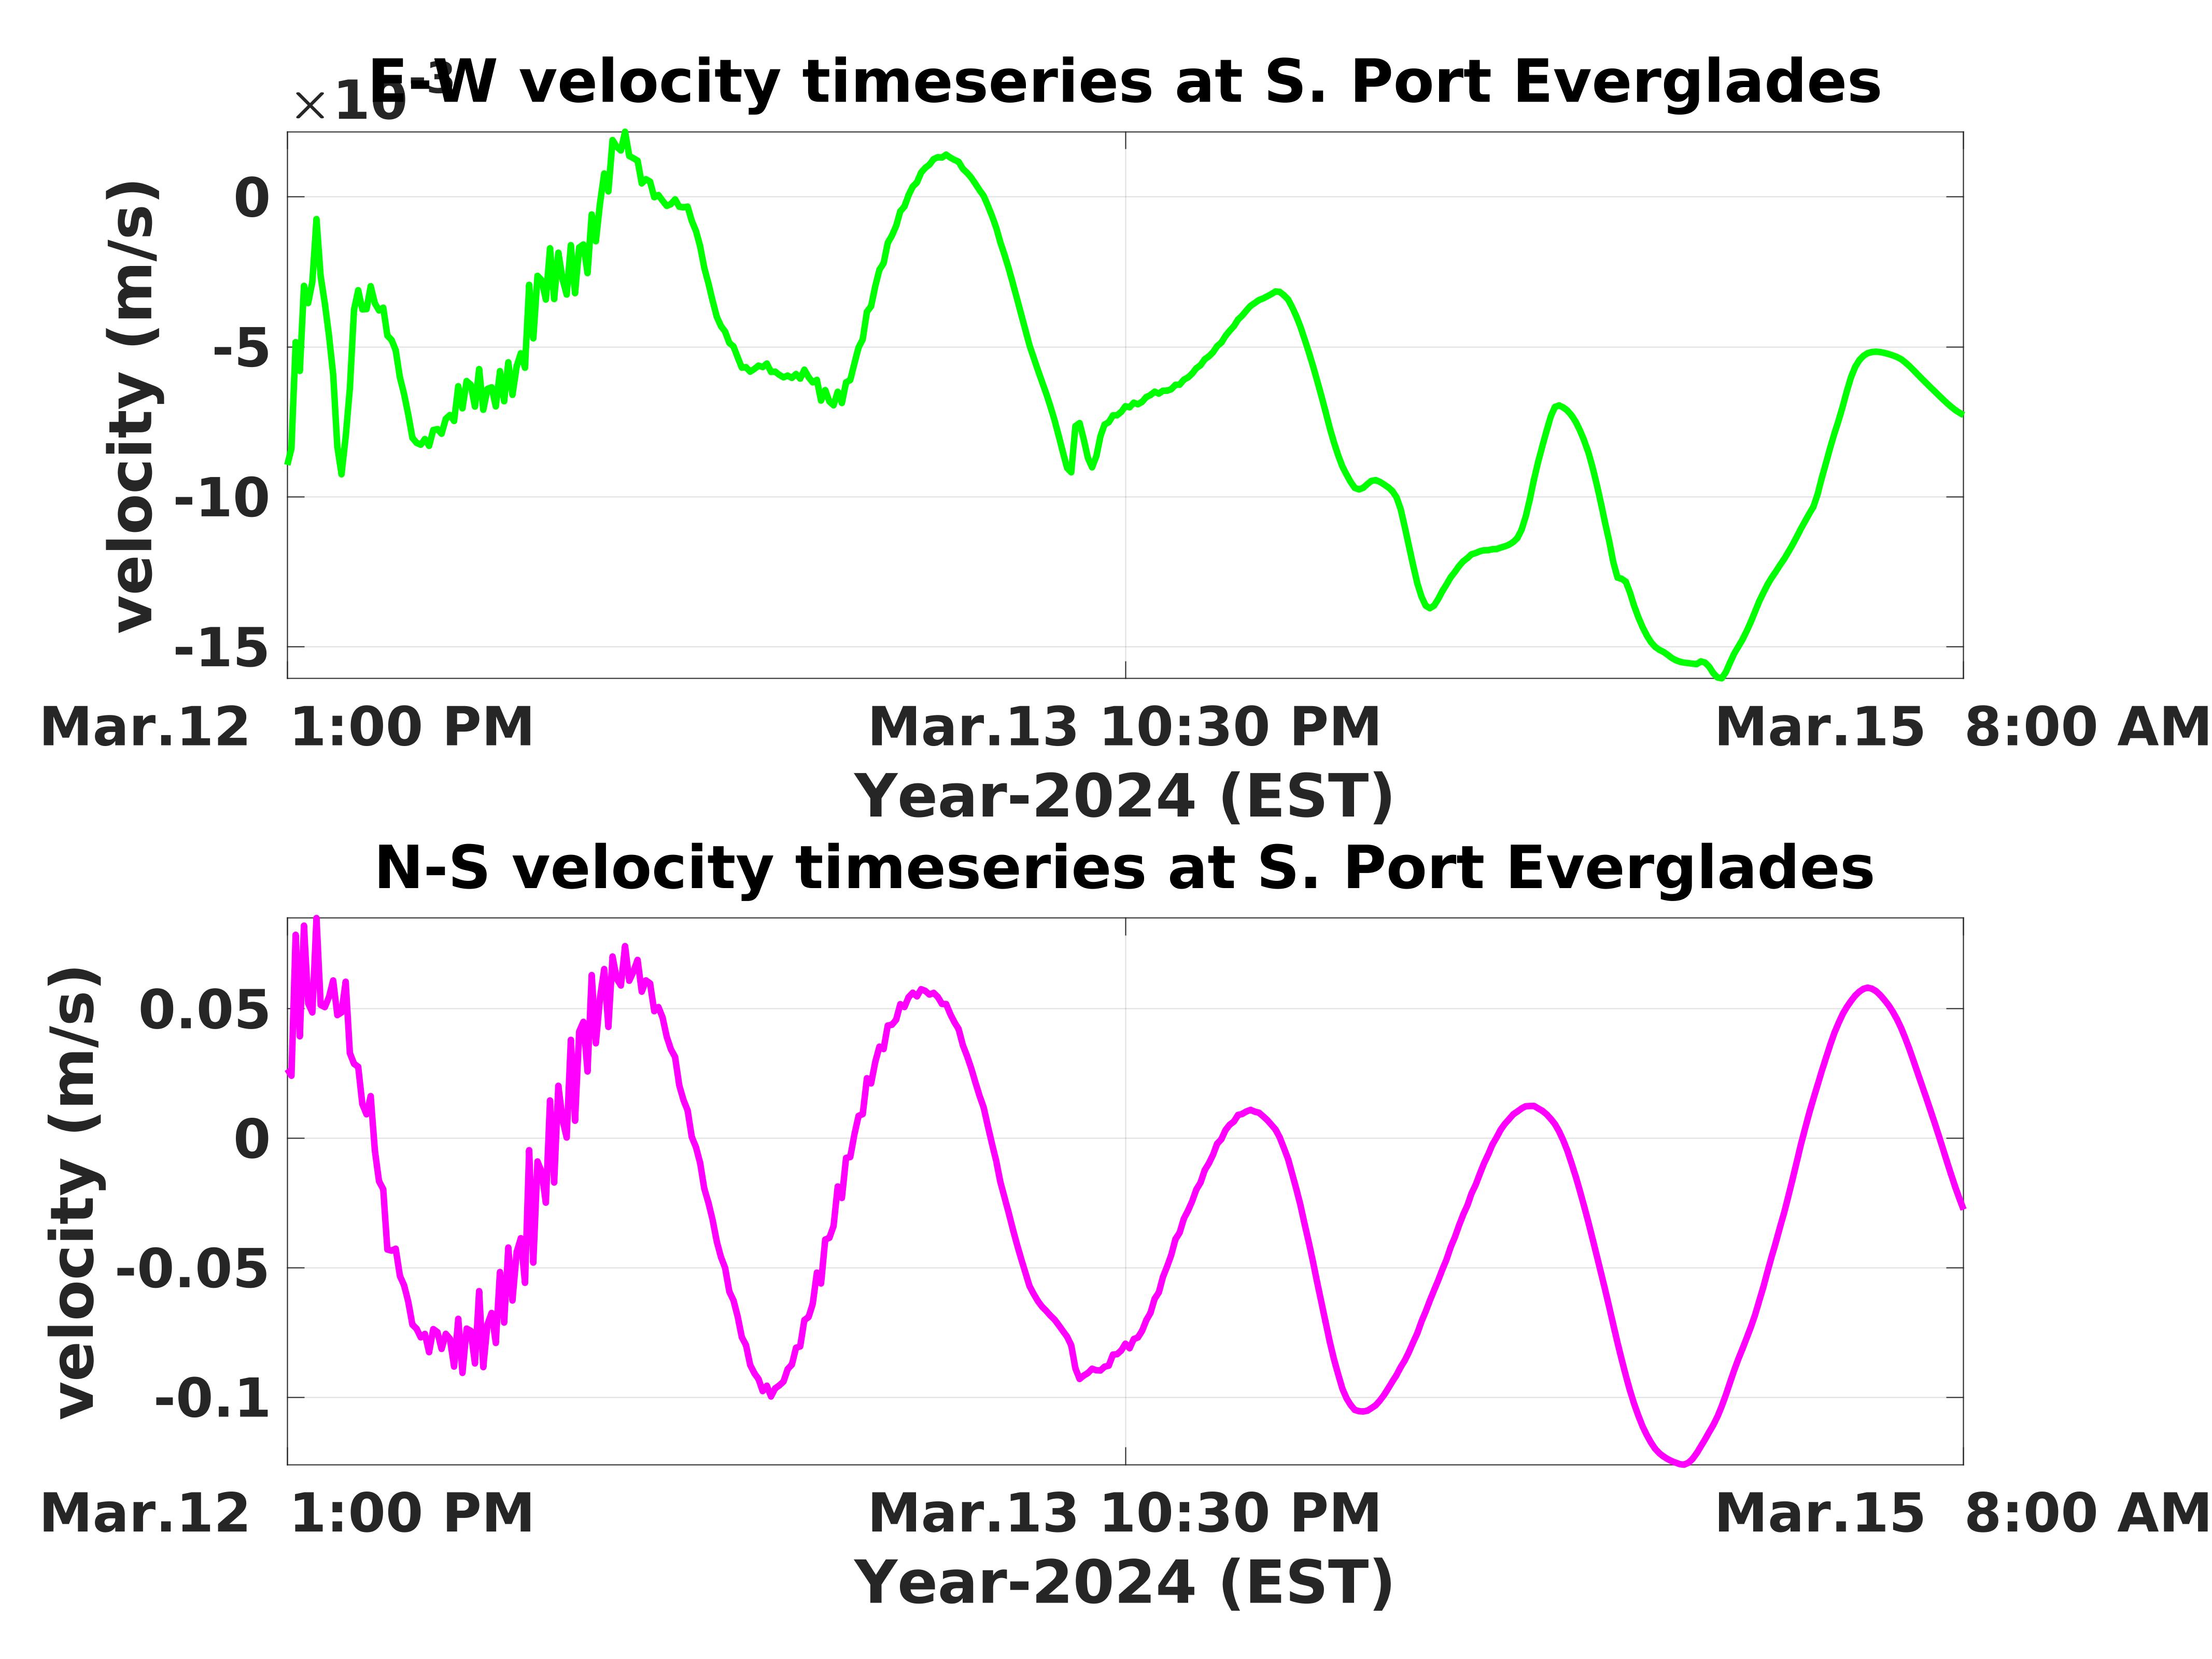 E-W velocity timeseries at S. Port Everglades
×10-3
velocity (m/s)
0
-5
-10
-15
Mar.12 1:00 PM Mar.13 10:30 PM Mar.15 8:00 AM
Year-2024 (EST)
N-S velocity timeseries at S. Port Everglades
velocity (m/s)
0.05
0
-0.05
-0.1
Mar.12 1:00 PM Mar.13 10:30 PM Mar.15 8:00 AM
Year-2024 (EST)